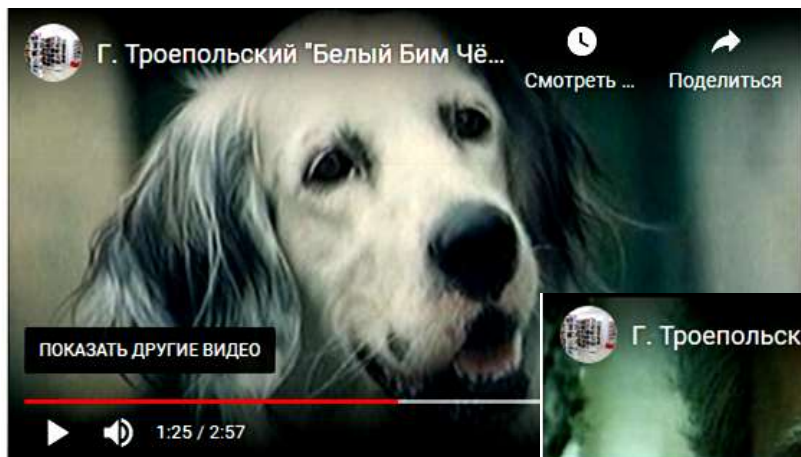 Г. Троепольский "Белый Бим Чё...
Смотреть ...
Поделиться
ПОКАЗАТЬ ДРУГИЕ ВИДЕО
1:25 / 2:57
Г. Троепольск